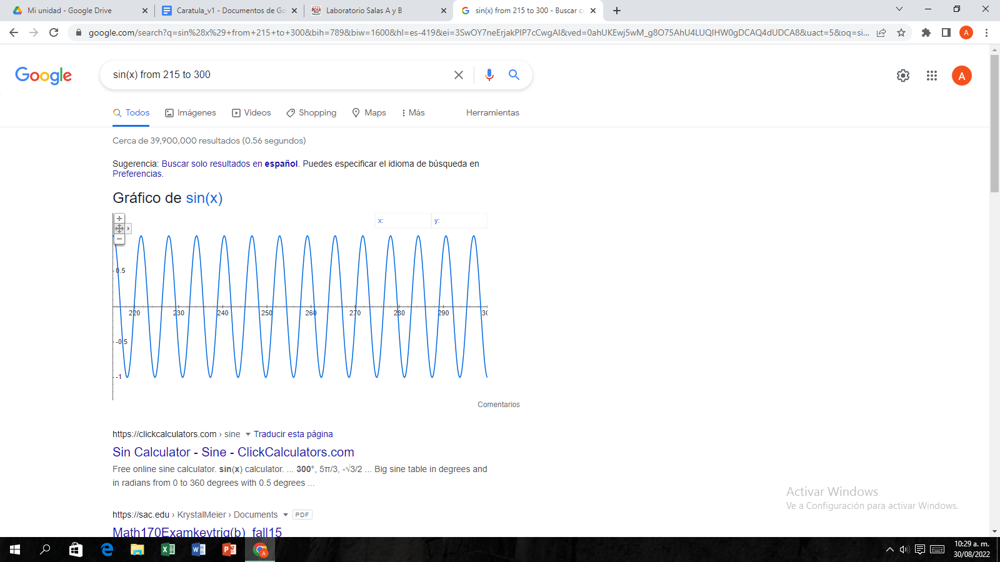 Mi unidad - Google Drive
Caratula_v1 - Documentos de Go
Laboratorio Salas A y B
sin(x) from 215 to 300 - Buscar c
google.com/search?q=sin%28x%29+from+215+to+300&bih=789&biw=1600&hl=es-419&ei=3SwOY7neErjakPIP7cCwgAI&ved=0ahUKEwj5wM_g8O75AhU4LUQIHW0gDCAQ4dUDCA8&uact=5&oq=si...
A
Google
sin(x) from 215 to 300
A
Todos
Imágenes
Videos
Shopping
Maps
Más
Herramientas
Cerca de 39,900,000 resultados (0.56 segundos)
Sugerencia: Buscar solo resultados en español. Puedes especificar el idioma de búsqueda en
Preferencias.
Gráfico de sin(x)
x:
y:
0.5
220 230 240 250 260 270 280 290 30
-0.5
-1
Comentarios
https://clickcalculators.com › sine
Traducir esta página
Sin Calculator - Sine - ClickCalculators.com
Free online sine calculator. sin(x) calculator. ... 300°, 5π/3, -√3/2 ... Big sine table in degrees and
in radians from 0 to 360 degrees with 0.5 degrees ...
https://sac.edu › KrystalMeier › Documents
PDF
Math170Examkeytrig(b)_fall15
Activar Windows
Ve a Configuración para activar Windows.
A
10:29 a. m.
30/08/2022